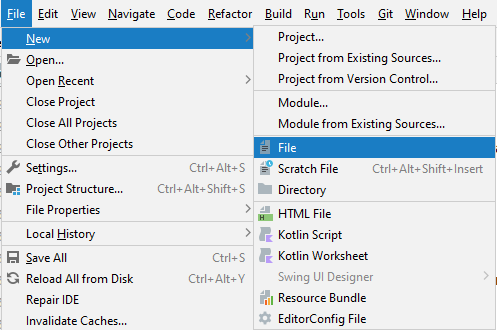 File Edit View Navigate Code Refactor Build Run Tools Git Window Help
New
Open...
Open Recent
Close Project
Close All Projects
Close Other Projects
Settings... Ctrl+Alt+S
Project Structure... Ctrl+Alt+Shift+S
File Properties
Local History
Save All Ctrl+S
Reload All from Disk Ctrl+Alt+Y
Repair IDE
Invalidate Caches...
Project...
Project from Existing Sources...
Project from Version Control...
Module...
Module from Existing Sources...
File
Scratch File Ctrl+Alt+Shift+Insert
Directory
HTML File
Kotlin Script
Kotlin Worksheet
Swing UI Designer
Resource Bundle
EditorConfig File